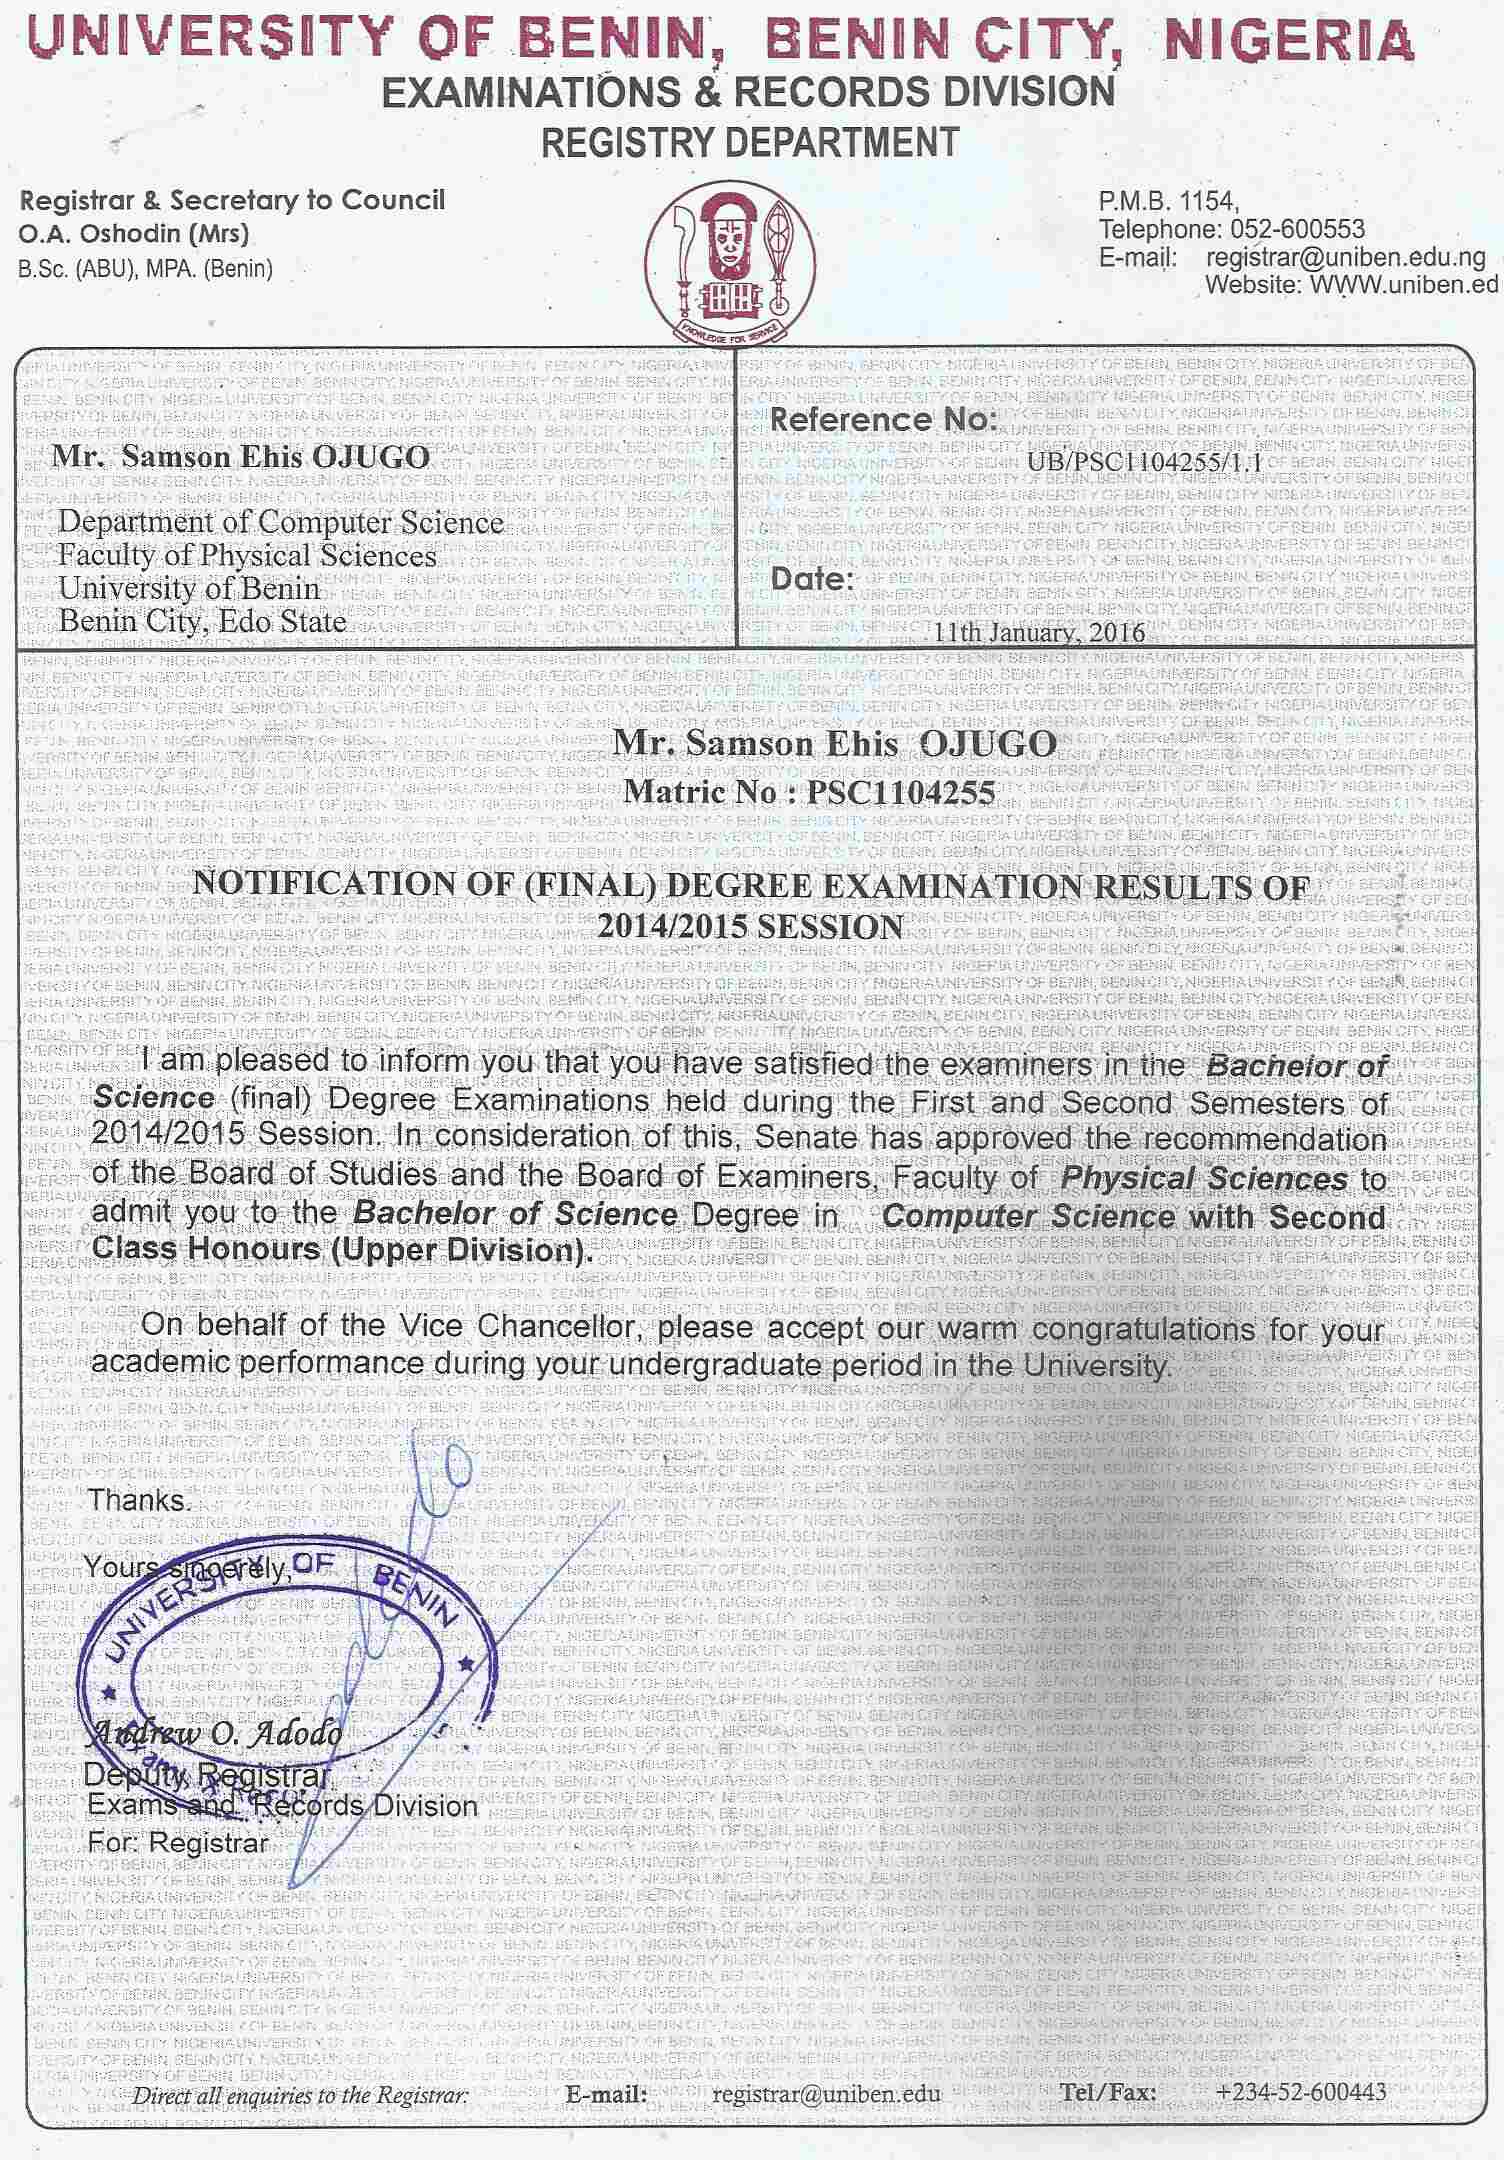 UNIVERSITY OF BENIN, BENIN CITY, NIGERIA
EXAMINATIONS & RECORDS DIVISION
REGISTRY DEPARTMENT
Registrar & Secretary to Council
O.A. Oshodin (Mrs)
B.Sc. (ABU), MPA. (Benin)
KNOWLEDGE FOR SERVICE
P.M.B. 1154,
Telephone: 052-600553
E-mail: registrar@uniben.edu.ng
Website: WWW.uniben.ed
Mr. Samson Ehis OJUGO
Department of Computer Science
Faculty of Physical Sciences
University of Benin
Benin City, Edo State
Reference No:
UB/PSC1104255/1.1
Date:
11th January, 2016
Mr. Samson Ehis OJUGO
Matric No : PSC1104255
NOTIFICATION OF (FINAL) DEGREE EXAMINATION RESULTS OF
2014/2015 SESSION
I am pleased to inform you that you have satisfied the examiners in the Bachelor of
Science (final) Degree Examinations held during the First and Second Semesters of
2014/2015 Session. In consideration of this, Senate has approved the recommendation
of the Board of Studies and the Board of Examiners, Faculty of Physical Sciences to
admit you to the Bachelor of Science Degree in Computer Science with Second
Class Honours (Upper Division).
On behalf of the Vice Chancellor, please accept our warm congratulations for your
academic performance during your undergraduate period in the University.
Thanks.
Yours sincerely,
UNIVERSITY OF BENIN
Andrew O. Adodo
Deputy Registrar,
Exams and Records Division
For: Registrar
Direct all enquiries to the Registrar: E-mail: registrar@uniben.edu Tel/Fax: +234-52-600443